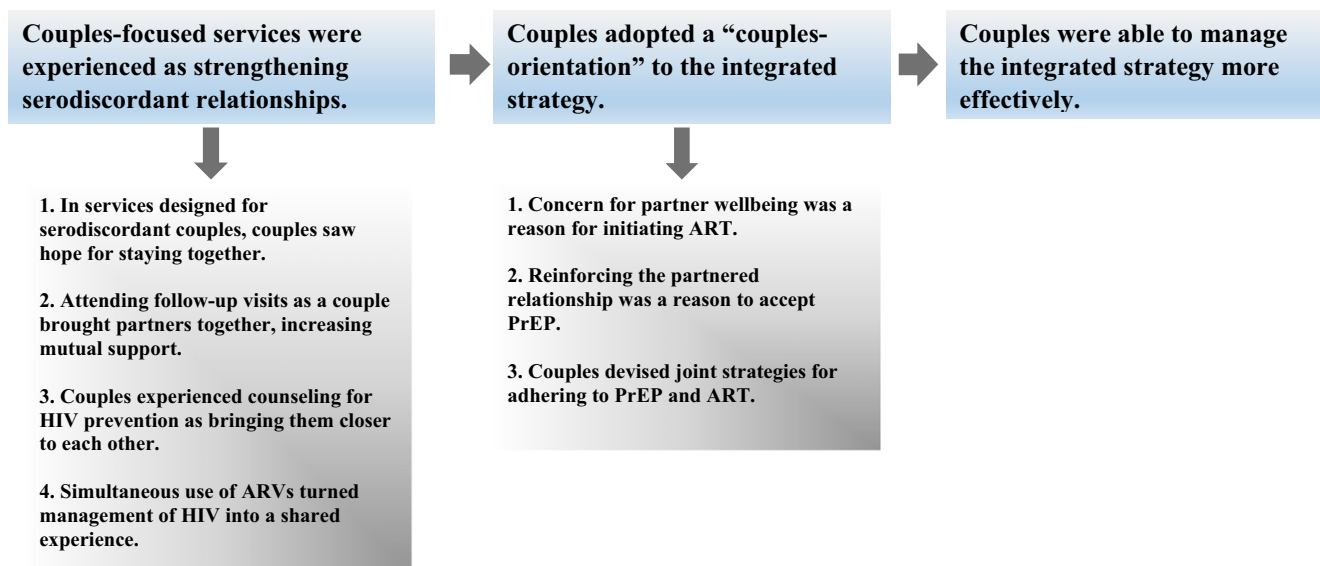 Couples-focused services were
experienced as strengthening
serodiscordant relationships.
Couples adopted a “couples-
orientation” to the integrated
strategy.
Couples were able to manage
the integrated strategy more
effectively.
1. In services designed for
serodiscordant couples, couples saw
hope for staying together.
2. Attending follow-up visits as a couple
brought partners together, increasing
mutual support.
3. Couples experienced counseling for
HIV prevention as bringing them closer
to each other.
4. Simultaneous use of ARVs turned
management of HIV into a shared
experience.
1. Concern for partner wellbeing was a
reason for initiating ART.
2. Reinforcing the partnered
relationship was a reason to accept
PrEP.
3. Couples devised joint strategies for
adhering to PrEP and ART.